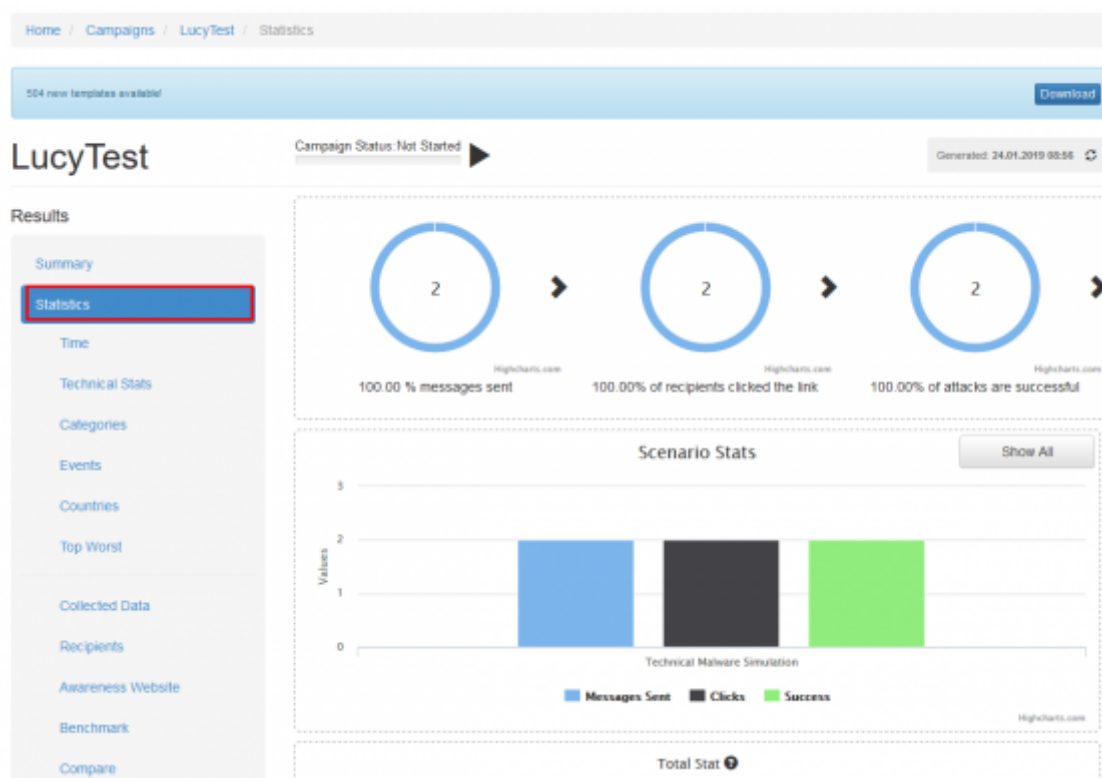 Home / Campaigns / LucyTest / Statistics
504 new templates available!
Download
LucyTest
Campaign Status:Not Started
Generated: 24.01.2019 08:56
Results
Summary
Statistics
Time
Technical Stats
Categories
Events
Countries
Top Worst
Collected Data
Recipients
Awareness Website
Benchmark
Compare
2
Highcharts.com
100.00 % messages sent
2
Highcharts.com
100.00% of recipients clicked the link
2
Highcharts.com
100.00% of attacks are successful
Scenario Stats
Show All
Values
3
2
1
0
Technical Malware Simulation
Messages Sent Clicks Success
Highcharts.com
Total Stat ?